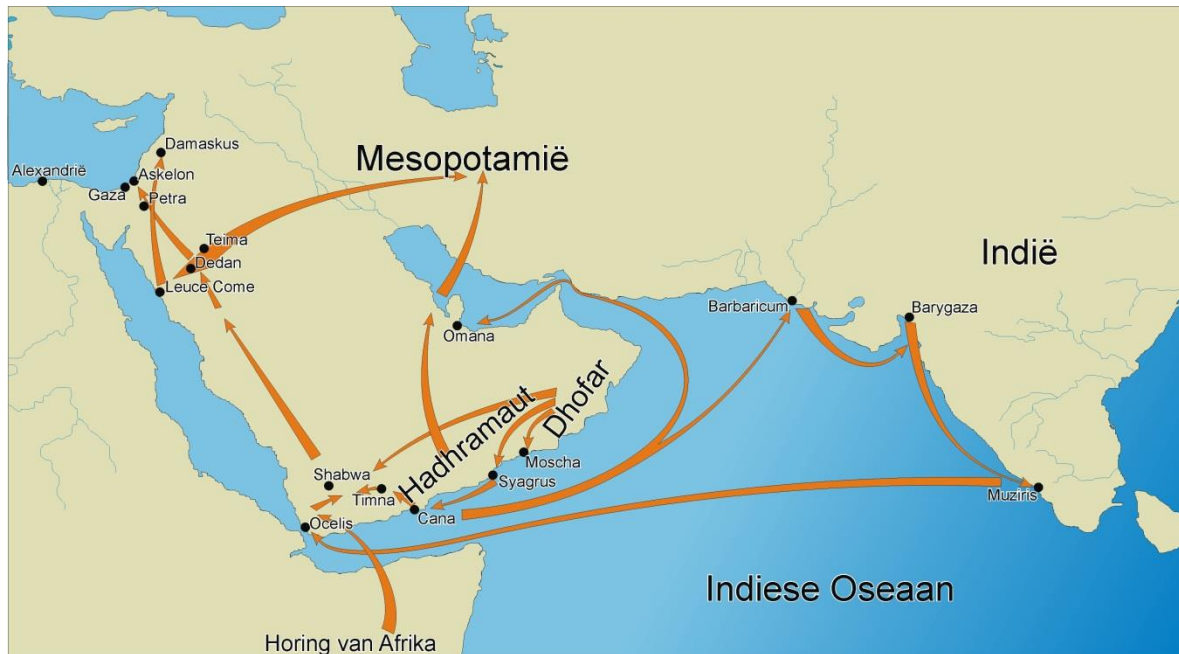 Damaskus
Mesopotamië
Alexandrië
Askelon
Gaza
Petra
Teima
Dedan
Leuce Come
Indië
Barbaricum
Barygaza
Omana
Hadhramaut
Dhofar
Moscha
Shabwa
Syagrus
Timna
Muziris
Cana
Ocelis
Indiese Oseaan
Horing van Afrika